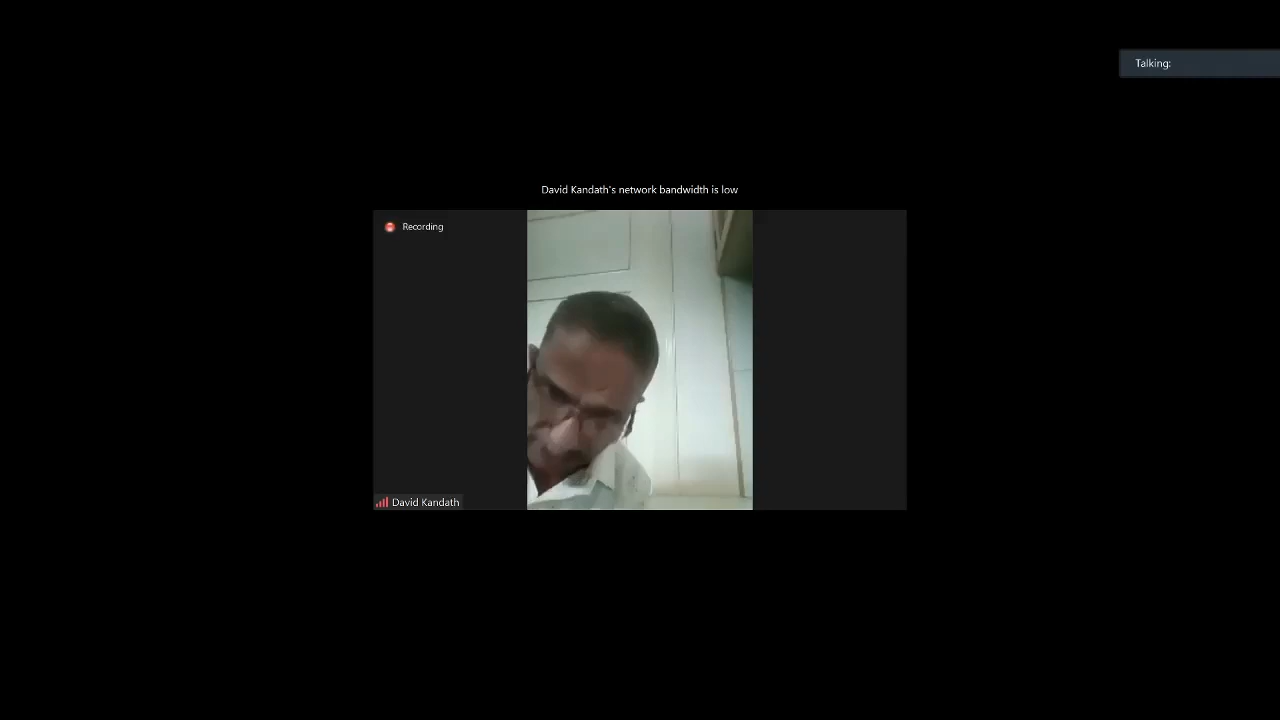 Talking:
David Kandath's network bandwidth is low
Recording
David Kandath